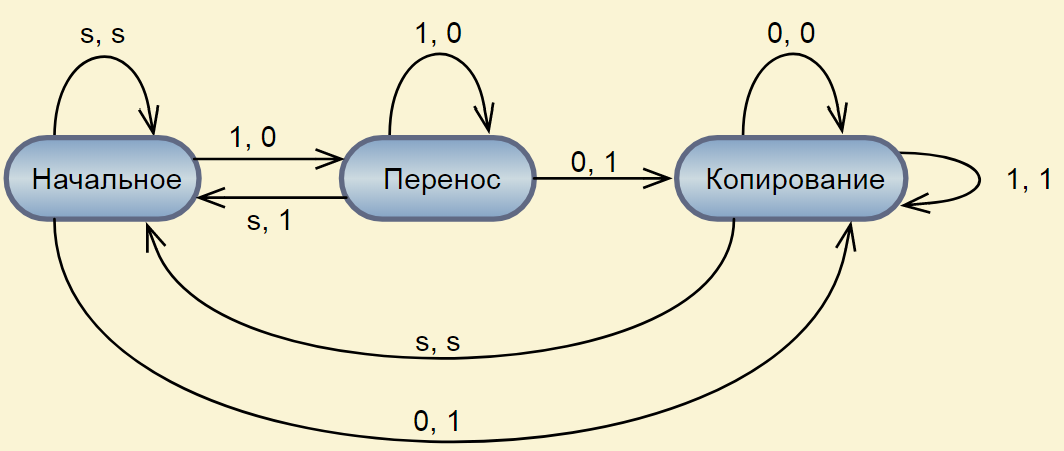 s, s
1, 0
0, 0
1, 0
0, 1
Начальное
Перенос
Копирование
1, 1
s, 1
s, s
0, 1